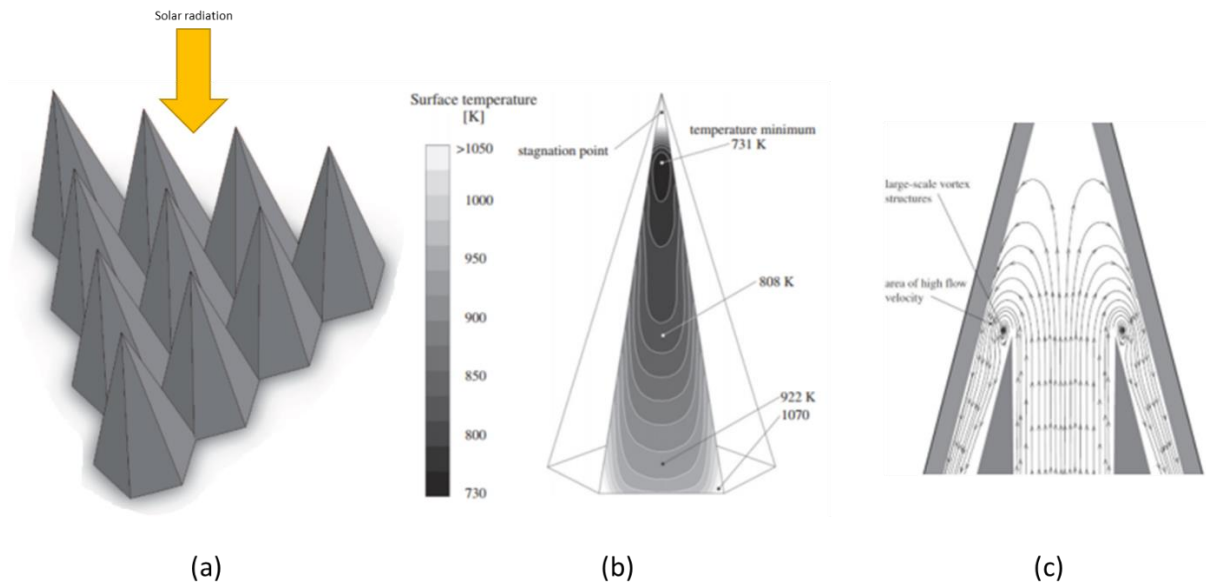 Solar radiation
Surface temperature
[K]
>1050
1000
950
900
850
800
730
stagnation point
temperature minimum
731 K
808 K
922 K
1070
large-scale vortex
structures
area of high flow
velocity
(a)
(b)
(c)